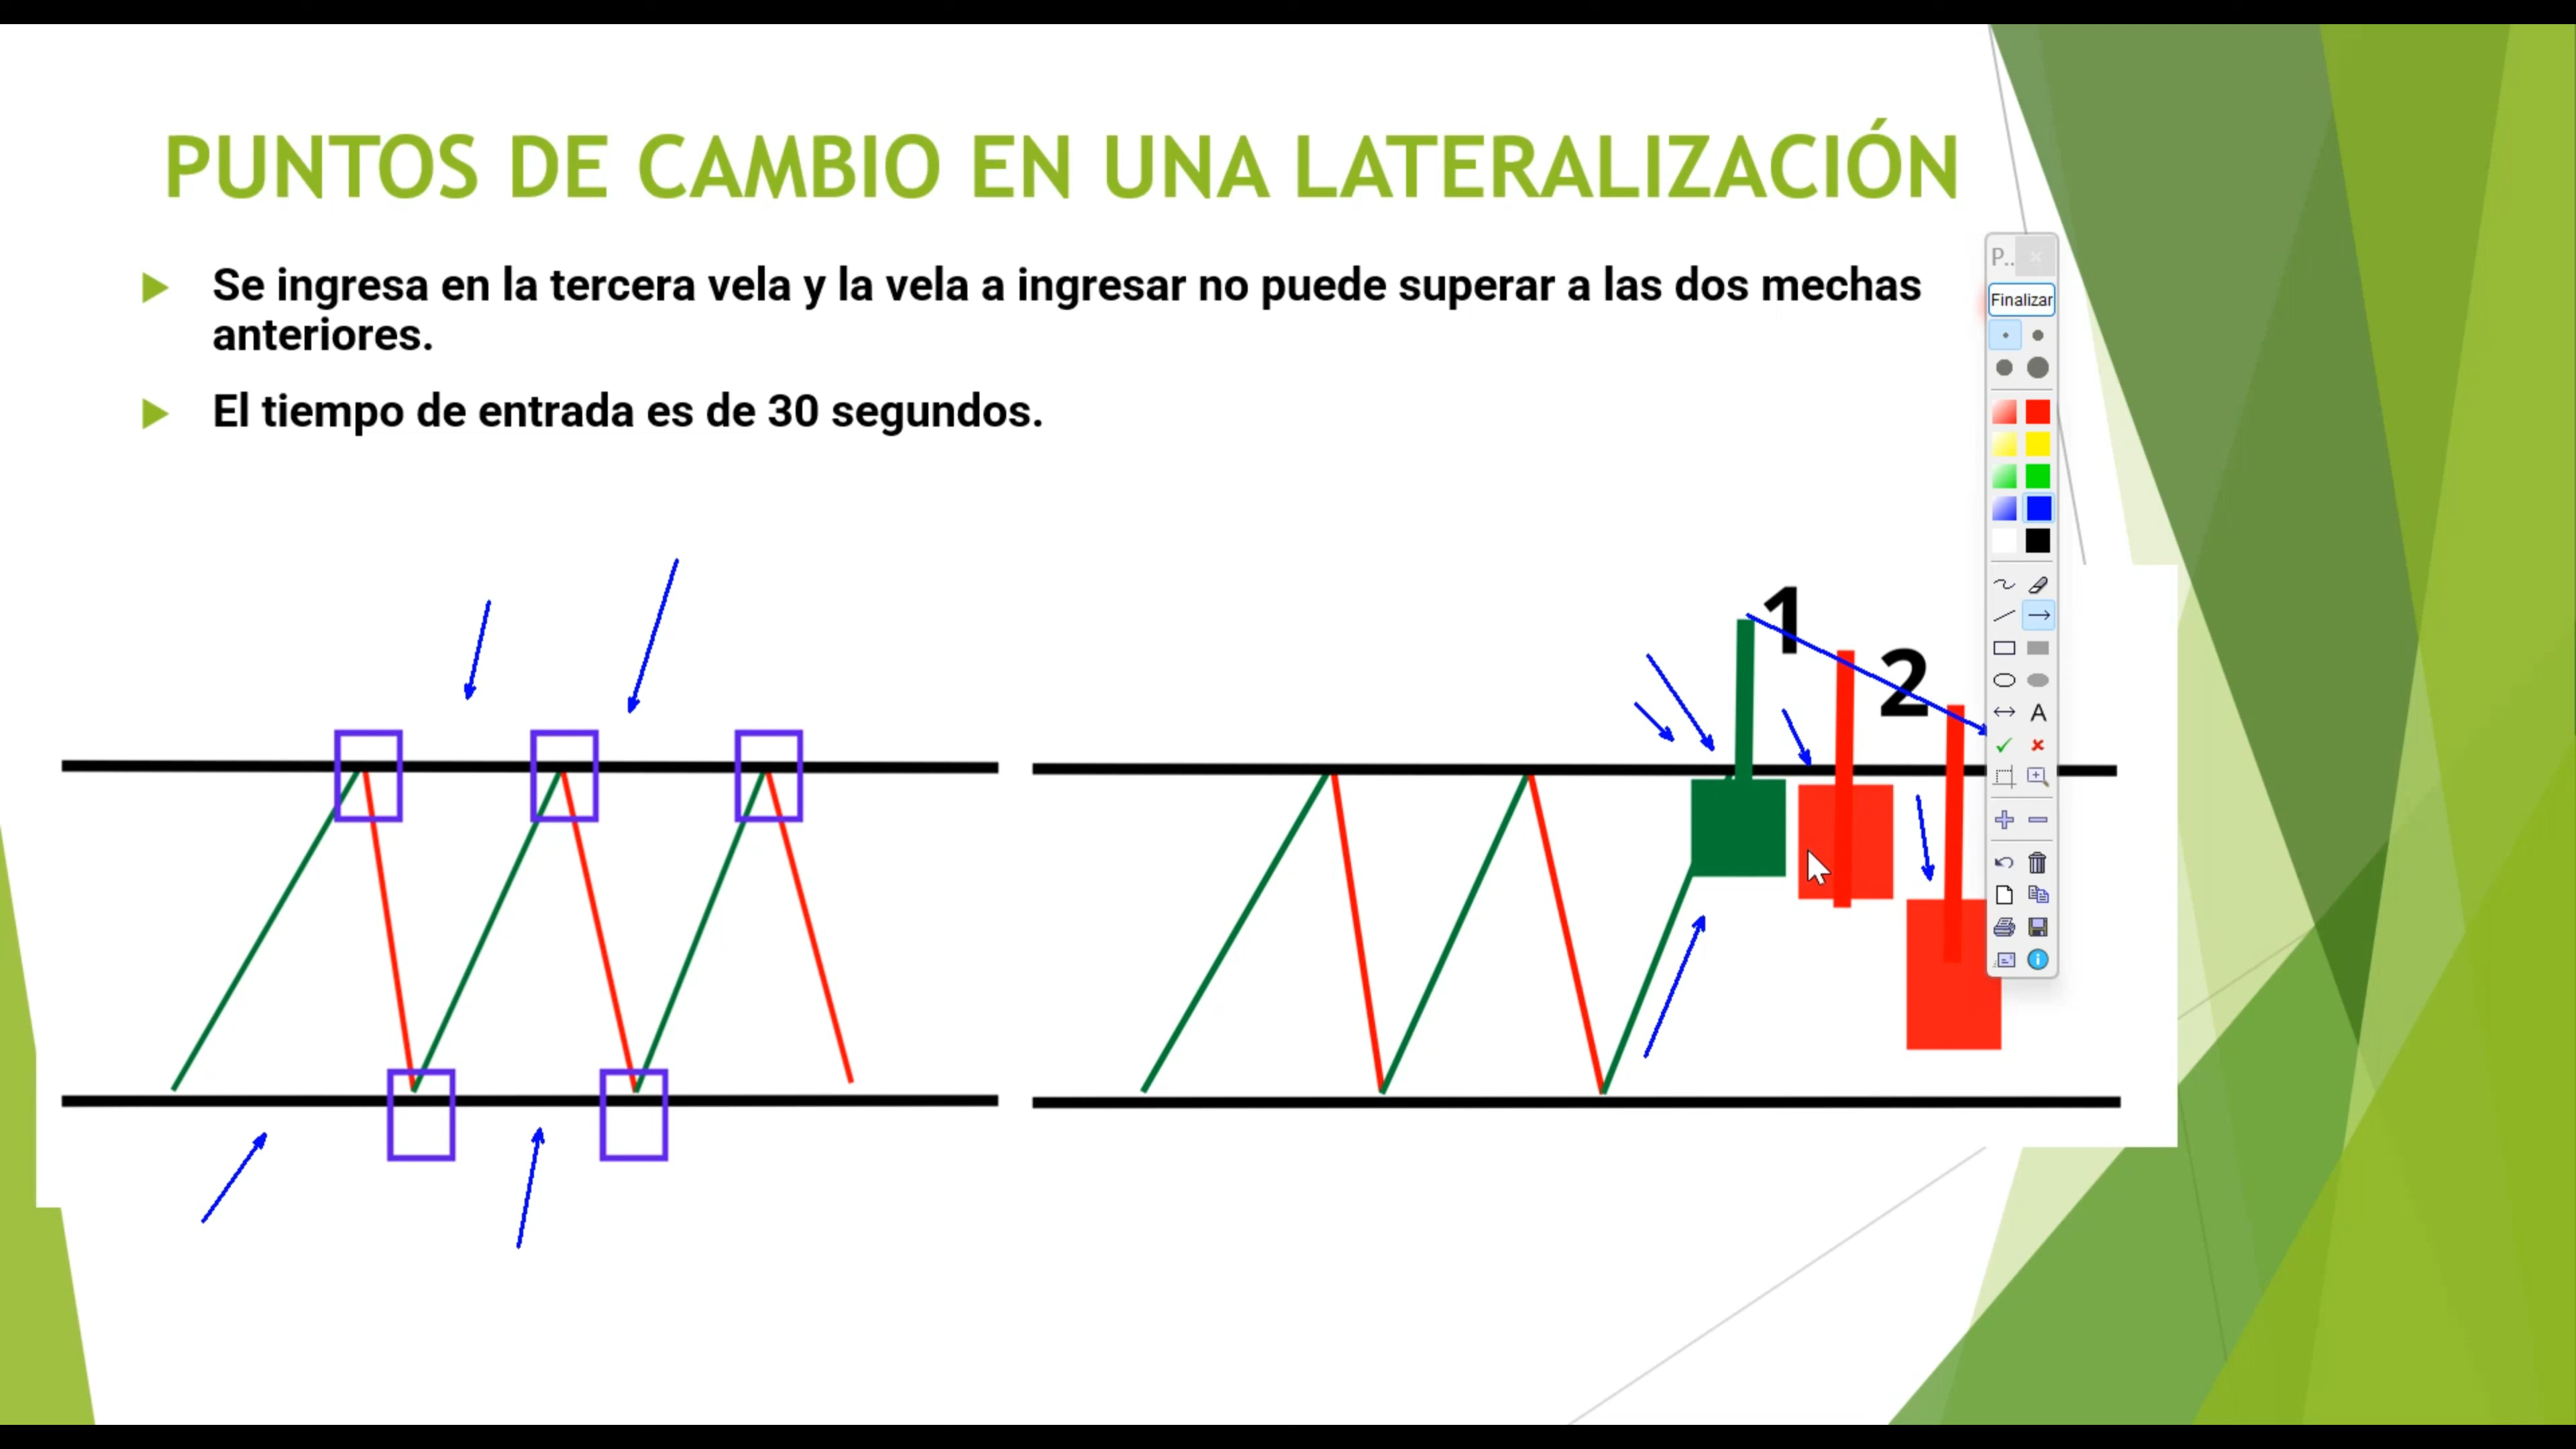 PUNTOS DE CAMBIO EN UNA LATERALIZACIÓN
Se ingresa en la tercera vela y la vela a ingresar no puede superar a las dos mechas
anteriores.
El tiempo de entrada es de 30 segundos.
P..
Finalizar
1
2
A